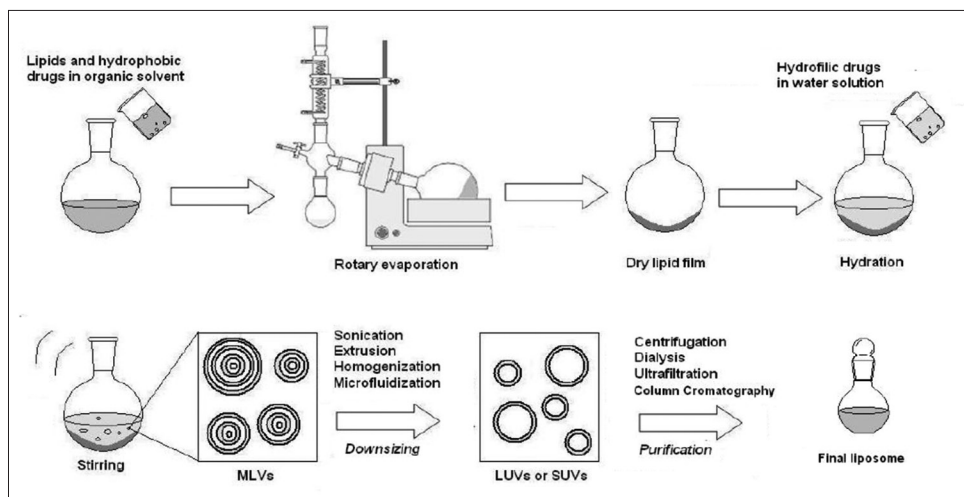 Lipids and hydrophobic
drugs in organic solvent
Hydrofilic drugs
in water solution
Rotary evaporation
Dry lipid film
Hydration
Sonication
Extrusion
Homogenization
Microfluidization
Centrifugation
Dialysis
Ultrafiltration
Column Cromatography
Stirring
MLVs
Downsizing
LUVs or SUVs
Purification
Final liposome